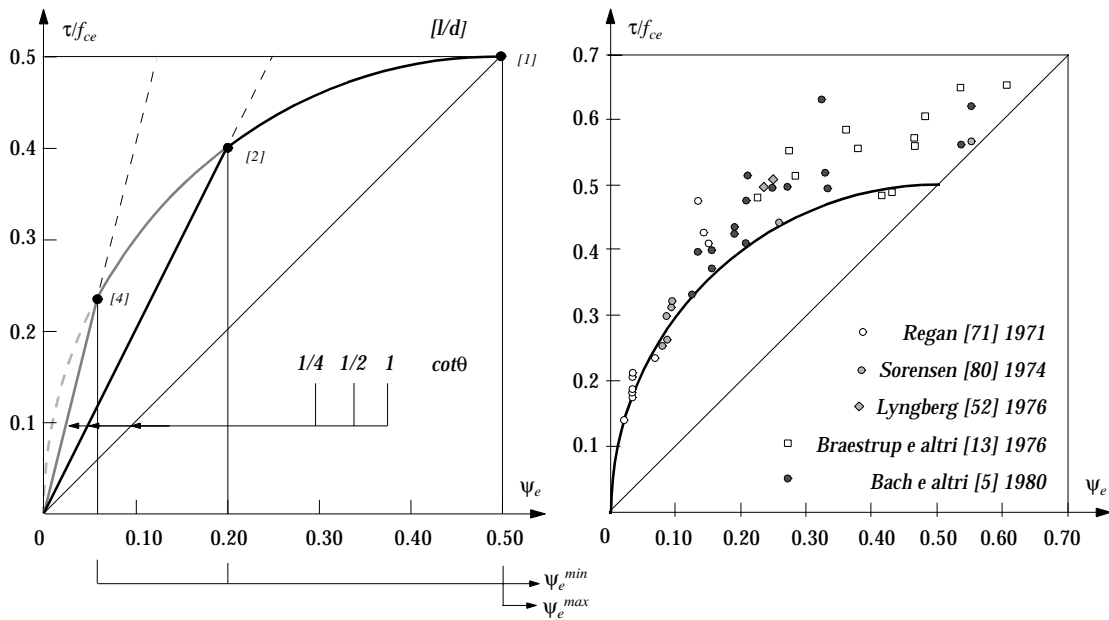 τ/f_ce
[l/d]
0.5
[1]
0.4
[2]
0.3
[4]
0.2
1/4 1/2 1 cotθ
0.1
ψ_e
0 0.10 0.20 0.30 0.40 0.50
ψ_e^min
ψ_e^max
τ/f_ce
0.7
0.6
0.5
0.4
0.3
Regan [71] 1971
Sorensen [80] 1974
0.2
Lyngberg [52] 1976
Braestrup e altri [13] 1976
0.1
Bach e altri [5] 1980
ψ_e
0 0.10 0.20 0.30 0.40 0.50 0.60 0.70